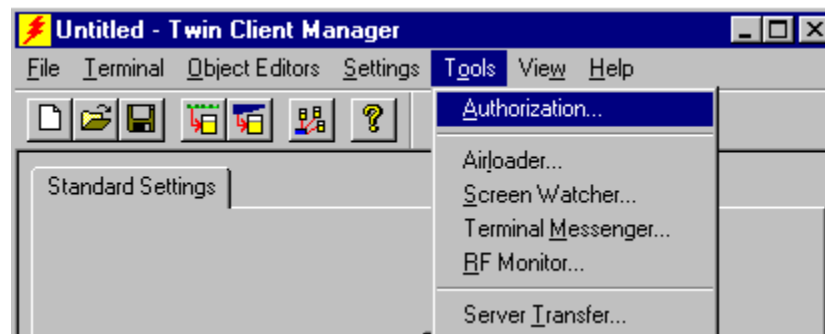 Untitled - Twin Client Manager
File Terminal Object Editors Settings Tools View Help
Authorization...
Airloader...
Standard Settings
Screen Watcher...
Terminal Messenger...
RF Monitor...
Server Transfer...